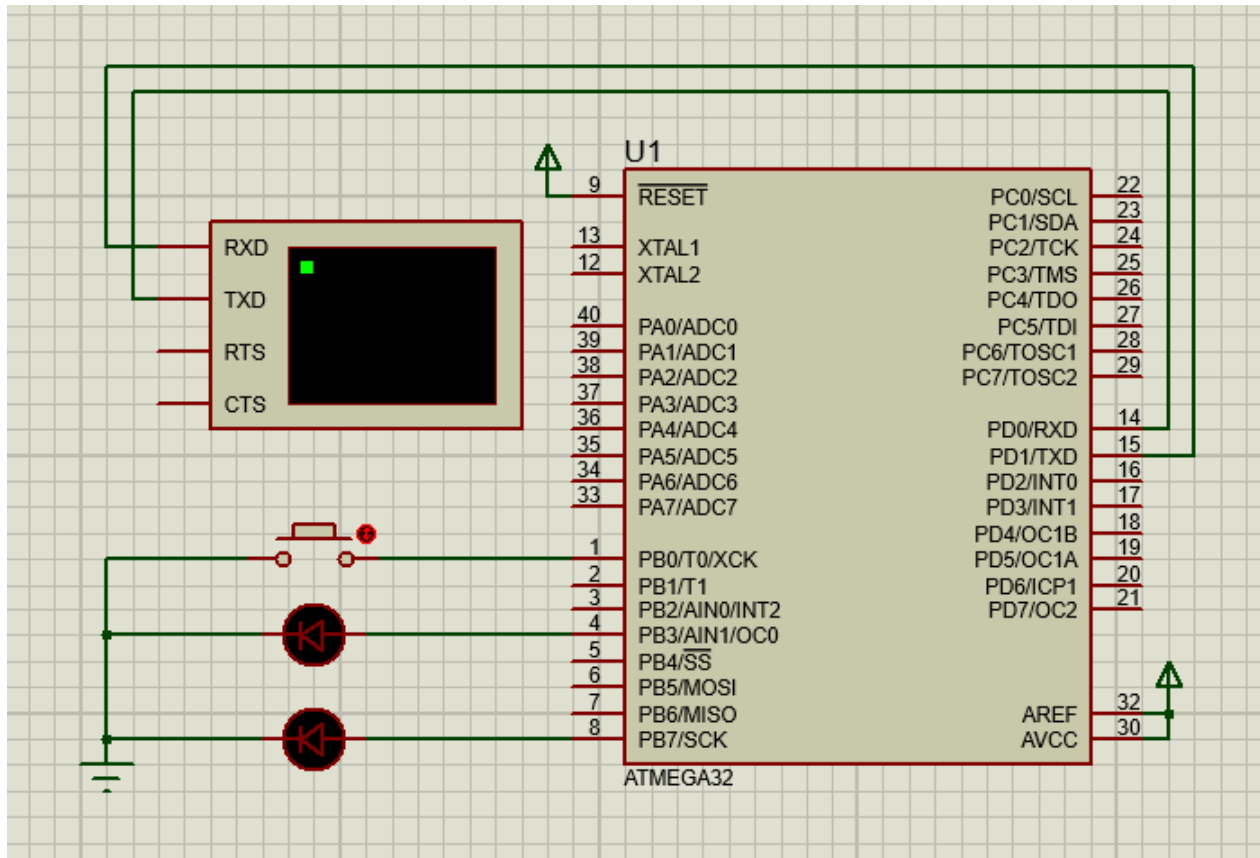 U1
RXD
TXD
RTS
CTS
9 RESET
13 XTAL1
12 XTAL2
40 PA0/ADC0
39 PA1/ADC1
38 PA2/ADC2
37 PA3/ADC3
36 PA4/ADC4
35 PA5/ADC5
34 PA6/ADC6
33 PA7/ADC7
1 PB0/T0/XCK
2 PB1/T1
3 PB2/AIN0/INT2
4 PB3/AIN1/OC0
5 PB4/SS
6 PB5/MOSI
7 PB6/MISO
8 PB7/SCK
PC0/SCL 22
PC1/SDA 23
PC2/TCK 24
PC3/TMS 25
PC4/TDO 26
PC5/TDI 27
PC6/TOSC1 28
PC7/TOSC2 29
PD0/RXD 14
PD1/TXD 15
PD2/INT0 16
PD3/INT1 17
PD4/OC1B 18
PD5/OC1A 19
PD6/ICP1 20
PD7/OC2 21
AREF 32
AVCC 30
ATMEGA32